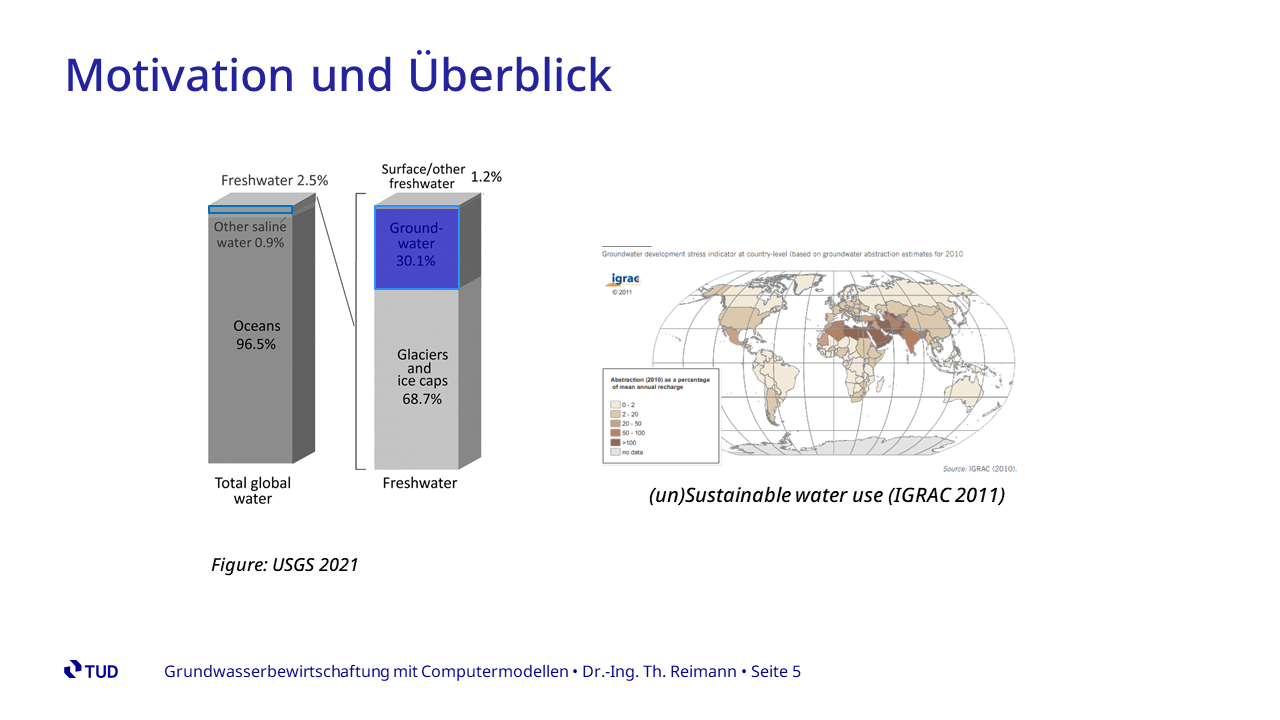 Motivation und Überblick
Freshwater 2.5%
Other saline
water 0.9%
Oceans
96.5%
Total global
water
Surface/other
freshwater
1.2%
Ground-
water
30.1%
Glaciers
and
ice caps
68.7%
Freshwater
Figure: USGS 2021
Groundwater development stress indicator at country-level (based on groundwater abstraction estimates for 2010
igrac
© 2011
Abstraction (2010) as a percentage
of mean annual recharge
0 - 2
2 - 20
20 - 50
50 - 100
>100
no data
Source: IGRAC (2010).
(un)Sustainable water use (IGRAC 2011)
TUD
Grundwasserbewirtschaftung mit Computermodellen • Dr.-Ing. Th. Reimann • Seite 5